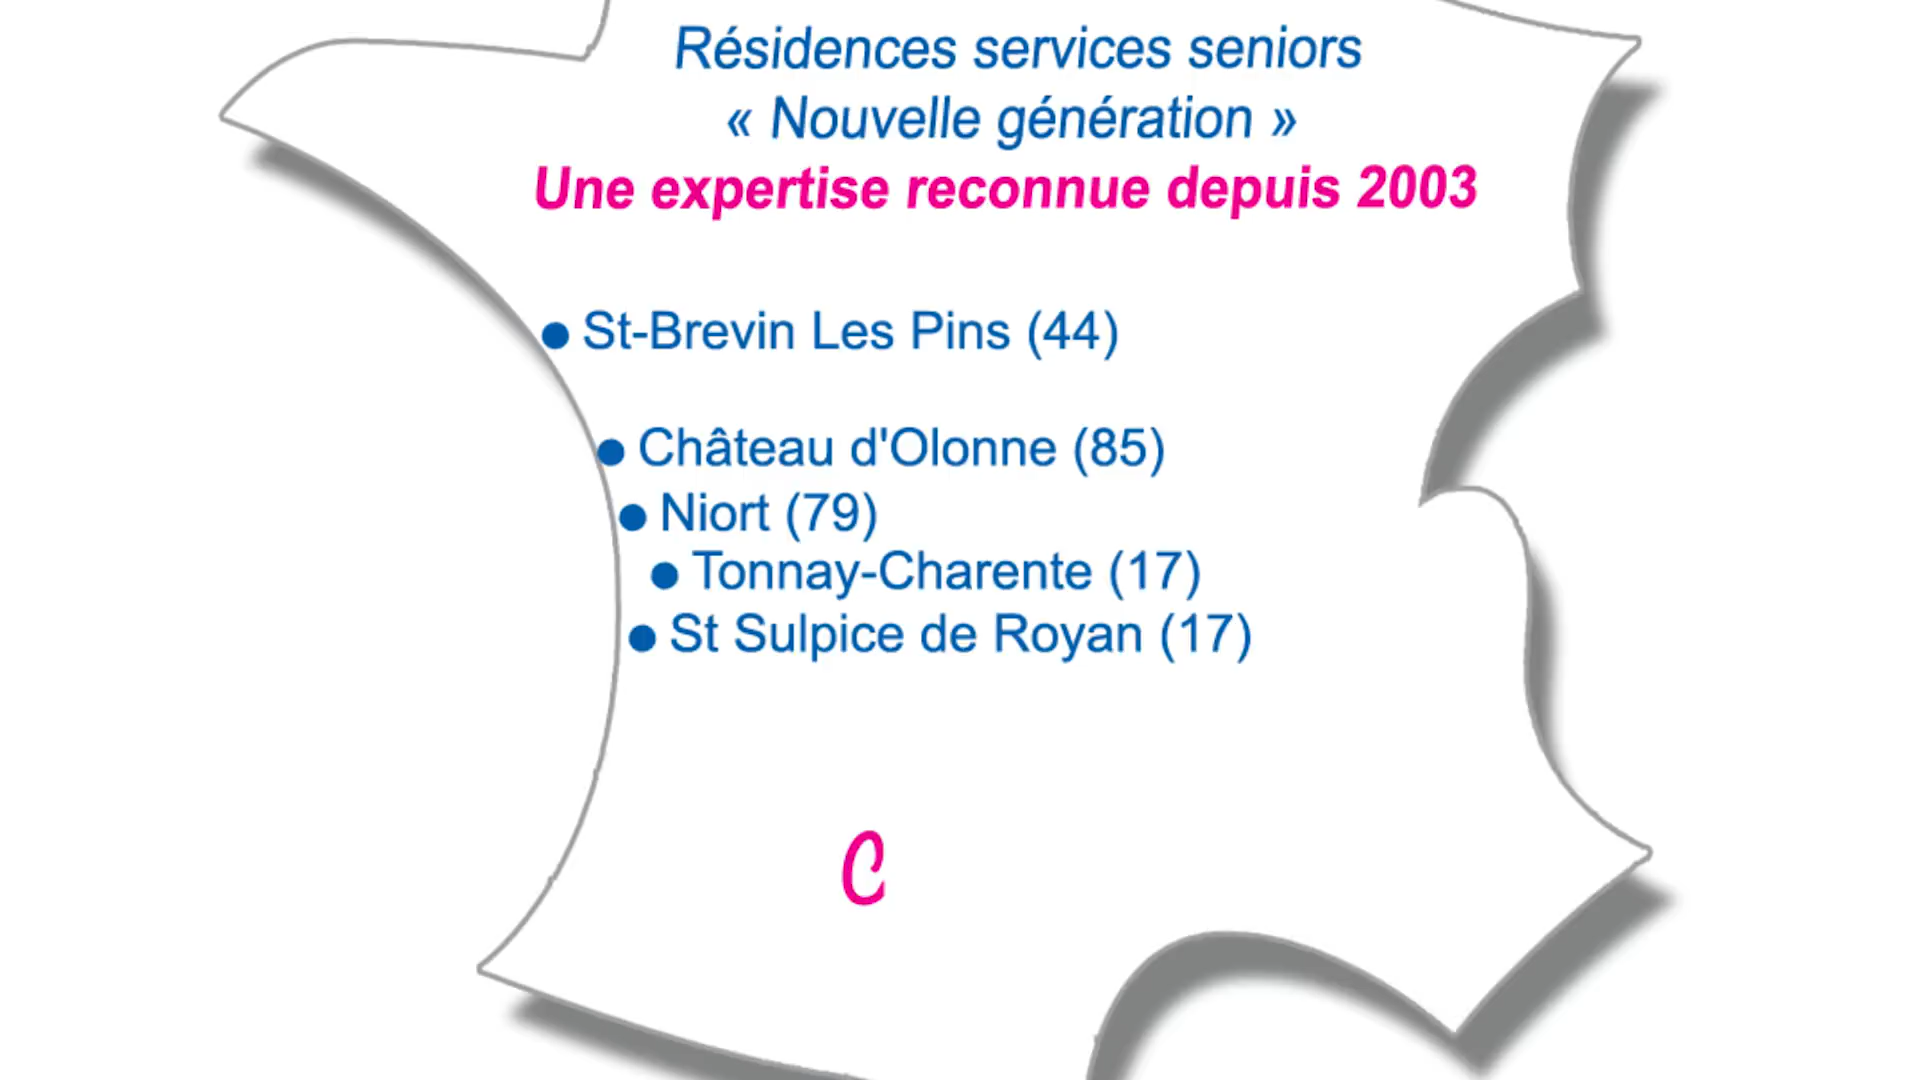 Résidences services seniors
« Nouvelle génération »
Une expertise reconnue depuis 2003
● St-Brevin Les Pins (44)
● Château d'Olonne (85)
● Niort (79)
● Tonnay-Charente (17)
● St Sulpice de Royan (17)
C